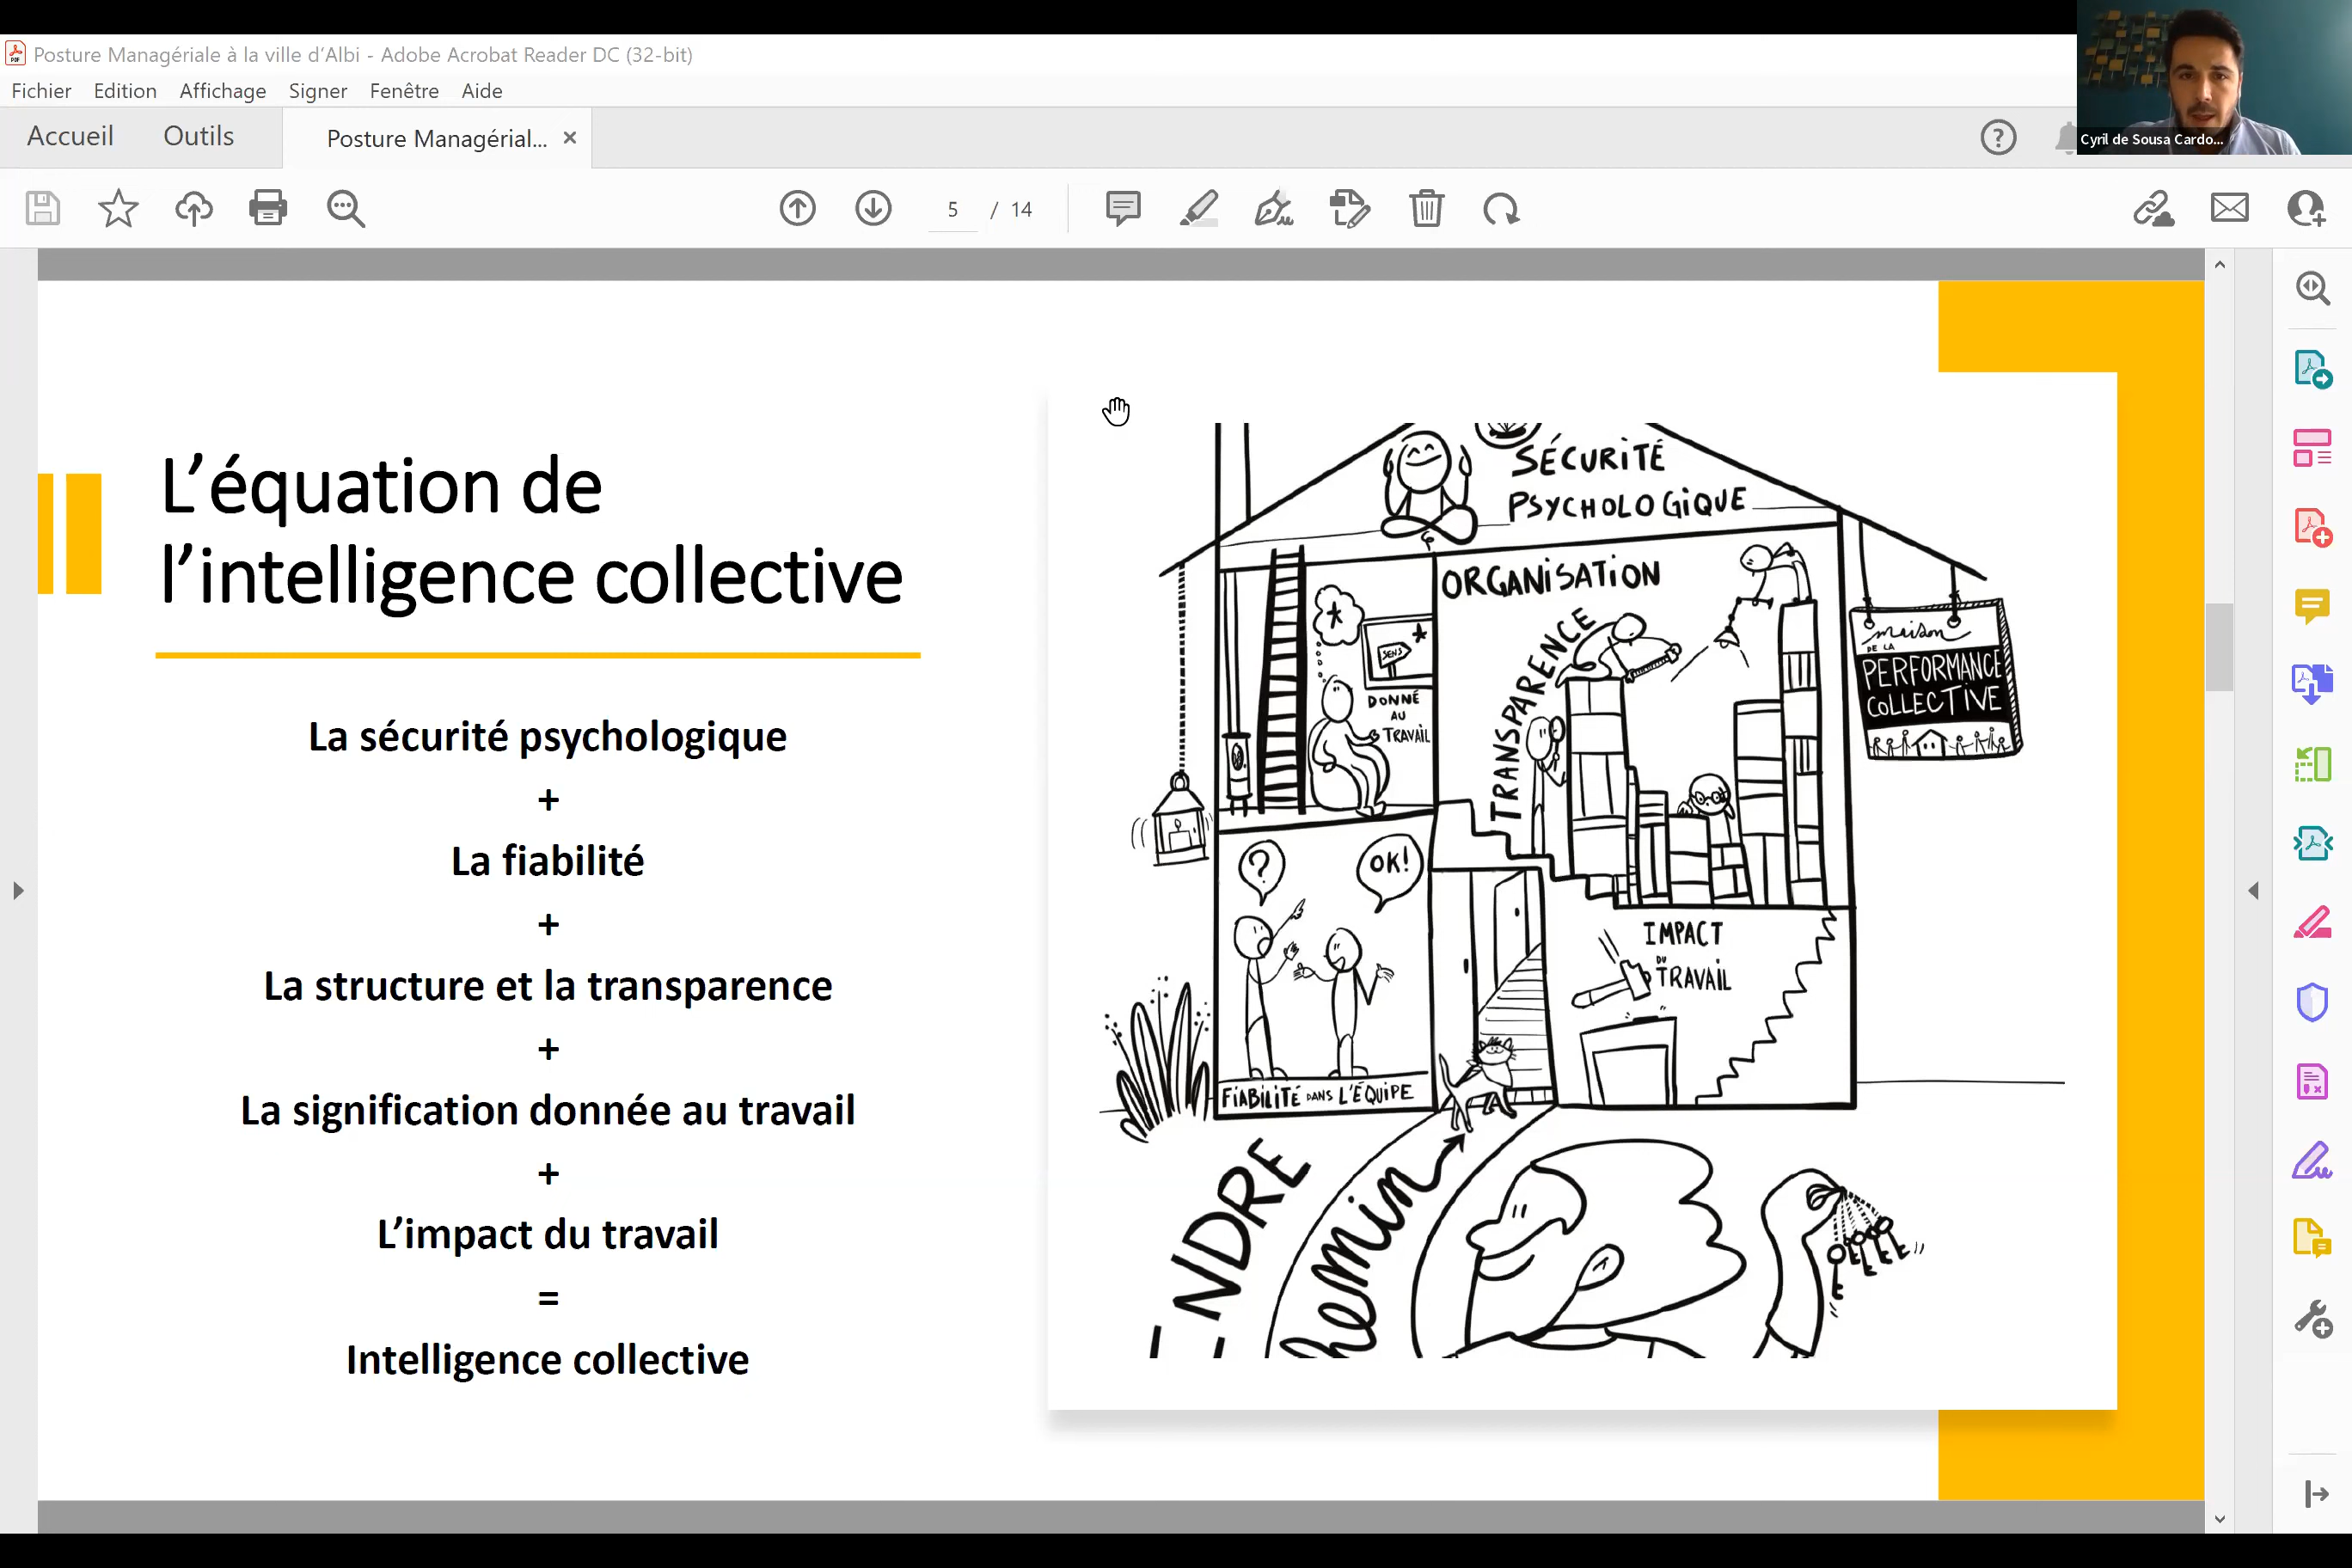 Posture Managériale à la ville d'Albi - Adobe Acrobat Reader DC (32-bit)
Fichier Edition Affichage Signer Fenêtre Aide
Accueil Outils Posture Managérial... ×
Cyril de Sousa Cardo...
5 / 14
L'équation de
l'intelligence collective
La sécurité psychologique
+
La fiabilité
+
La structure et la transparence
+
La signification donnée au travail
+
L'impact du travail
=
Intelligence collective
SÉCURITÉ
PSYCHOLOGIQUE
ORGANISATION
TRANSPARENCE
SENS
DONNÉ
AU
TRAVAIL
maison
DE LA
PERFORMANCE
COLLECTIVE
?
OK!
FIABILITÉ DANS L'ÉQUIPE
IMPACT
DU
TRAVAIL
NDRE
hemin